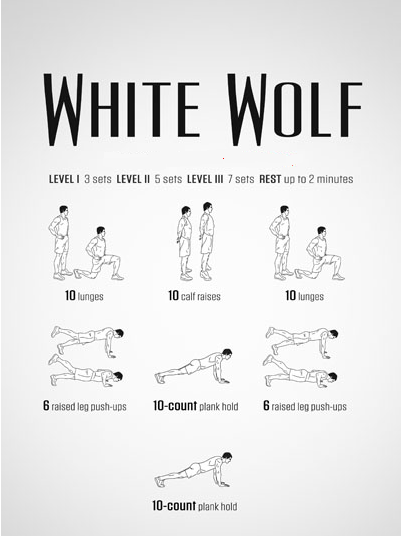 WHITE WOLF
LEVEL I 3 sets LEVEL II 5 sets LEVEL III 7 sets REST up to 2 minutes
10 lunges
10 calf raises
10 lunges
6 raised leg push-ups
10-count plank hold
6 raised leg push-ups
10-count plank hold